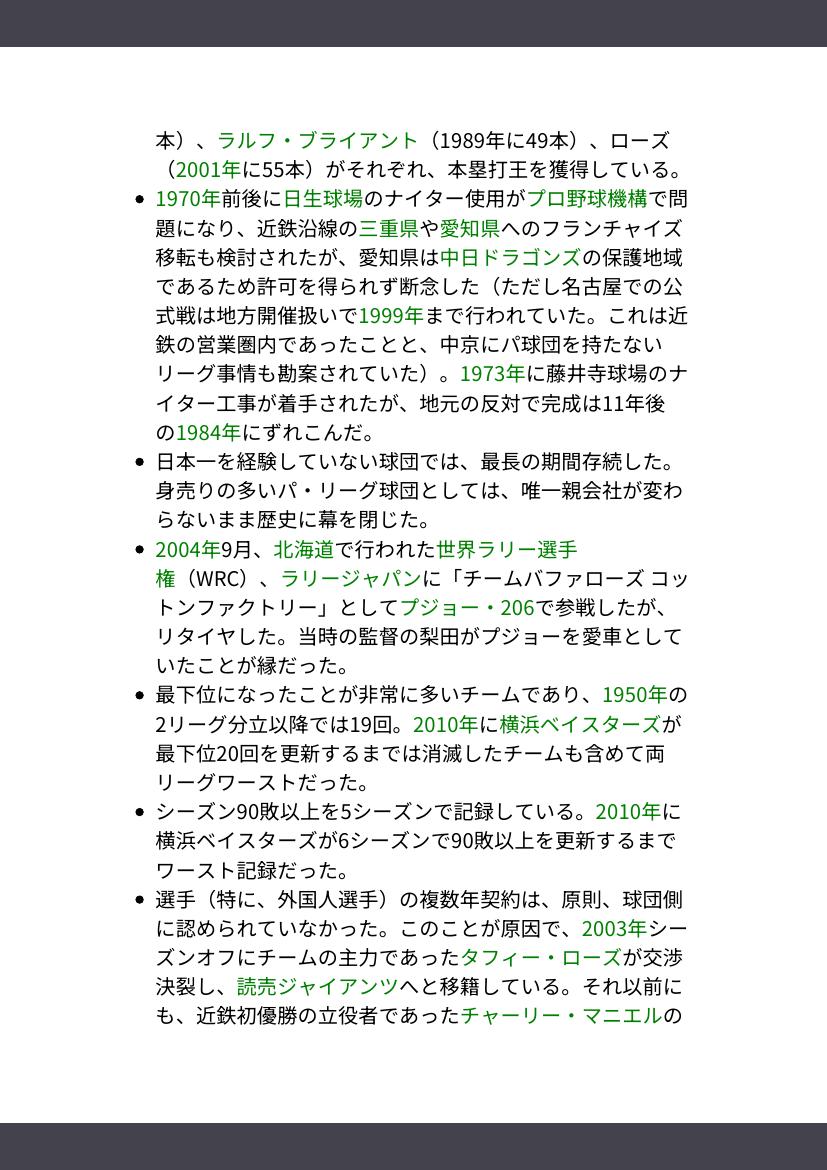 本）、ラルフ・ブライアント（1989年に49本）、ローズ
（2001年に55本）がそれぞれ、本塁打王を獲得している。
1970年前後に日生球場のナイター使用がプロ野球機構で問
題になり、近鉄沿線の三重県や愛知県へのフランチャイズ
移転も検討されたが、愛知県は中日ドラゴンズの保護地域
であるため許可を得られず断念した（ただし名古屋での公
式戦は地方開催扱いで1999年まで行われていた。これは近
鉄の営業圏内であったことと、中京にパ球団を持たない
リーグ事情も勘案されていた）。1973年に藤井寺球場のナ
イター工事が着手されたが、地元の反対で完成は11年後
の1984年にずれこんだ。
日本一を経験していない球団では、最長の期間存続した。
身売りの多いパ・リーグ球団としては、唯一親会社が変わ
らないまま歴史に幕を閉じた。
2004年9月、北海道で行われた世界ラリー選手
権（WRC）、ラリージャパンに「チームバファローズ コッ
トンファクトリー」としてプジョー・206で参戦したが、
リタイヤした。当時の監督の梨田がプジョーを愛車として
いたことが縁だった。
最下位になったことが非常に多いチームであり、1950年の
2リーグ分立以降では19回。2010年に横浜ベイスターズが
最下位20回を更新するまでは消滅したチームも含めて両
リーグワーストだった。
シーズン90敗以上を5シーズンで記録している。2010年に
横浜ベイスターズが6シーズンで90敗以上を更新するまで
ワースト記録だった。
選手（特に、外国人選手）の複数年契約は、原則、球団側
に認められていなかった。このことが原因で、2003年シー
ズンオフにチームの主力であったタフィー・ローズが交渉
決裂し、読売ジャイアンツへと移籍している。それ以前に
も、近鉄初優勝の立役者であったチャーリー・マニエルの